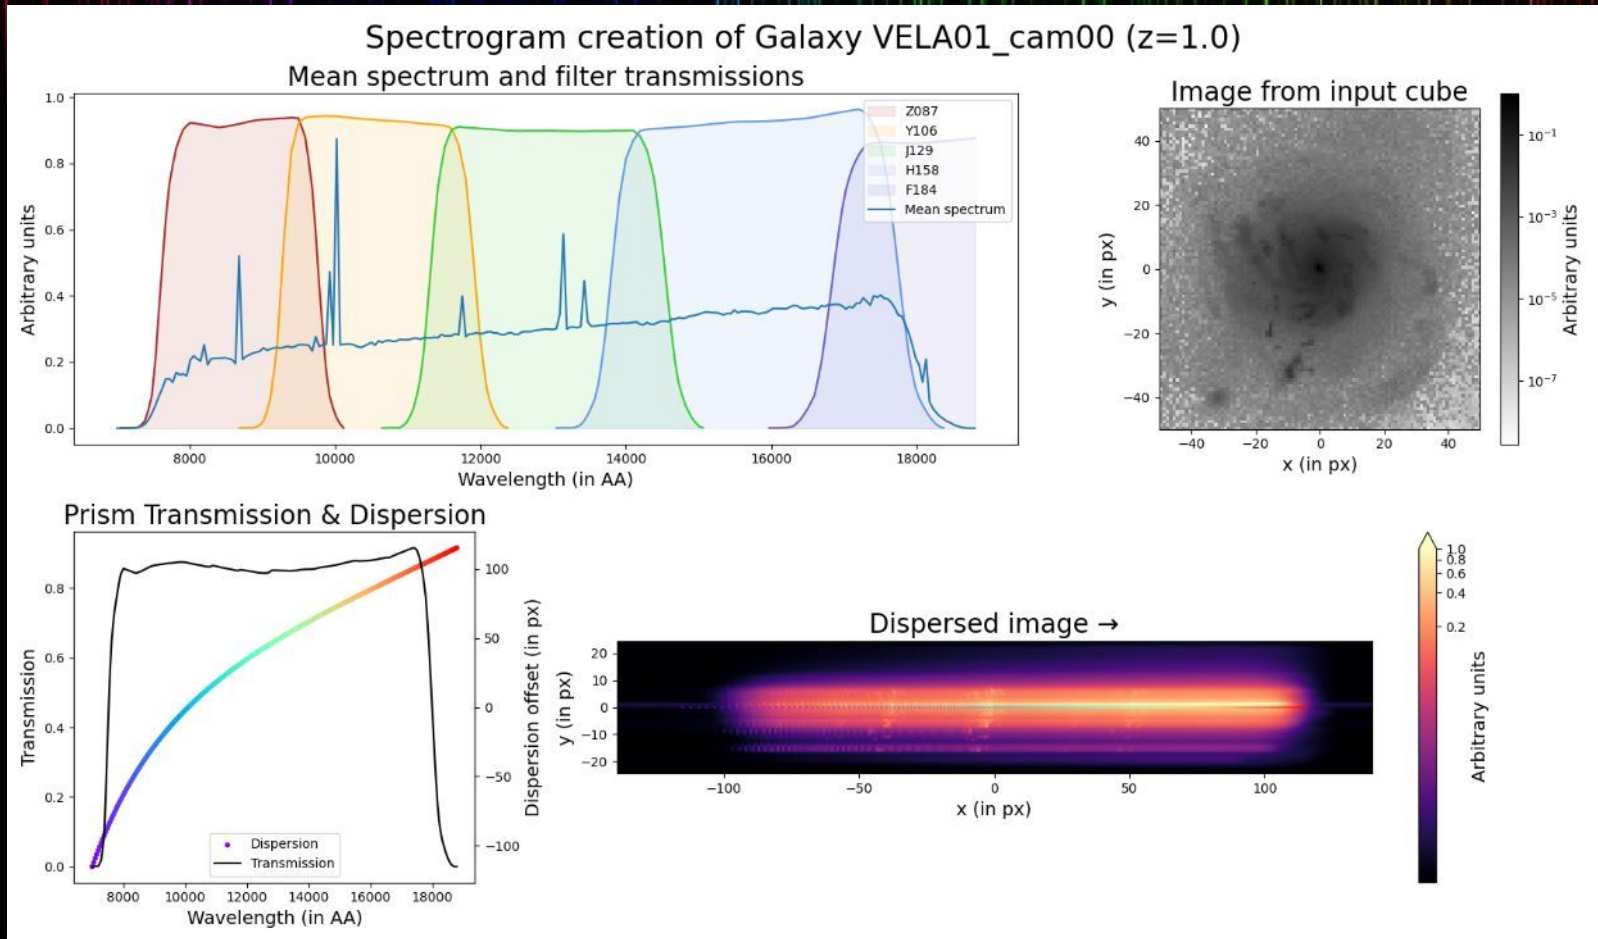 Spectrogram creation of Galaxy VELA01_cam00 (z=1.0)
Mean spectrum and filter transmissions
1.0
0.8
0.6
0.4
0.2
0.0
Arbitrary units
8000 10000 12000 14000 16000 18000
Wavelength (in AA)
Z087
Y106
J129
H158
F184
Mean spectrum
Image from input cube
40
20
0
−20
−40
y (in px)
−40 −20 0 20 40
x (in px)
10⁻¹
10⁻³
10⁻⁵
10⁻⁷
Arbitrary units
Prism Transmission & Dispersion
0.8
0.6
0.4
0.2
0.0
Transmission
8000 10000 12000 14000 16000 18000
Wavelength (in AA)
100
50
0
−50
−100
Dispersion offset (in px)
Dispersion
Transmission
Dispersed image →
20
10
0
−10
−20
y (in px)
−100 −50 0 50 100
x (in px)
1.0
0.8
0.6
0.4
0.2
Arbitrary units